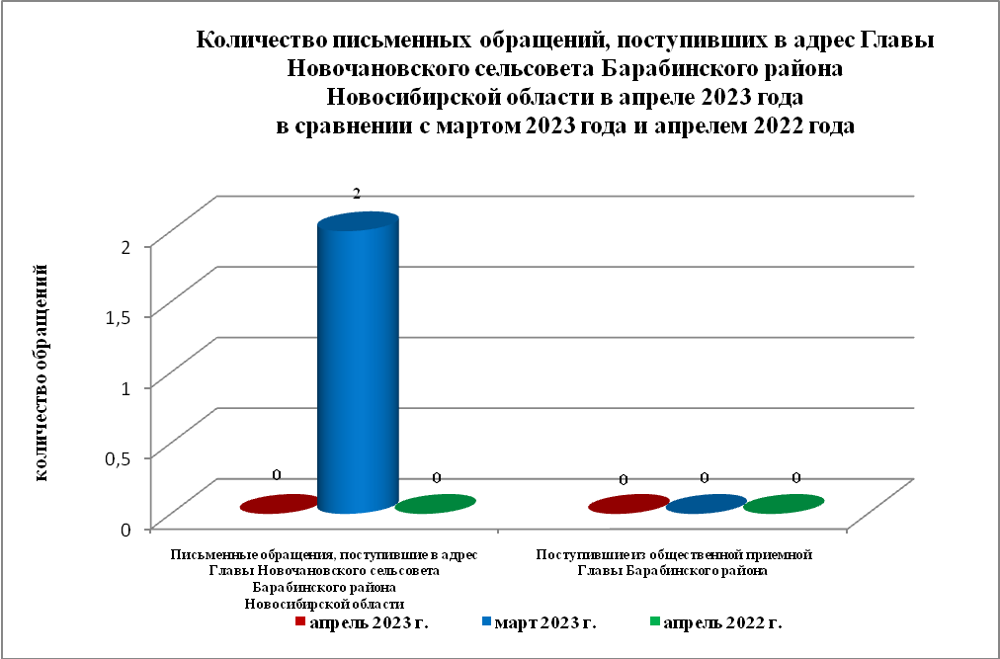 Количество письменных обращений, поступивших в адрес Главы
Новочановского сельсовета Барабинского района
Новосибирской области в апреле 2023 года
в сравнении с мартом 2023 года и апрелем 2022 года
количество обращений
2
1,5
1
0,5
0
0
2
0
0
0
0
Письменные обращения, поступившие в адрес
Главы Новочановского сельсовета
Барабинского района
Новосибирской области
Поступившие из общественной приемной
Главы Барабинского района
апрель 2023 г.
март 2023 г.
апрель 2022 г.